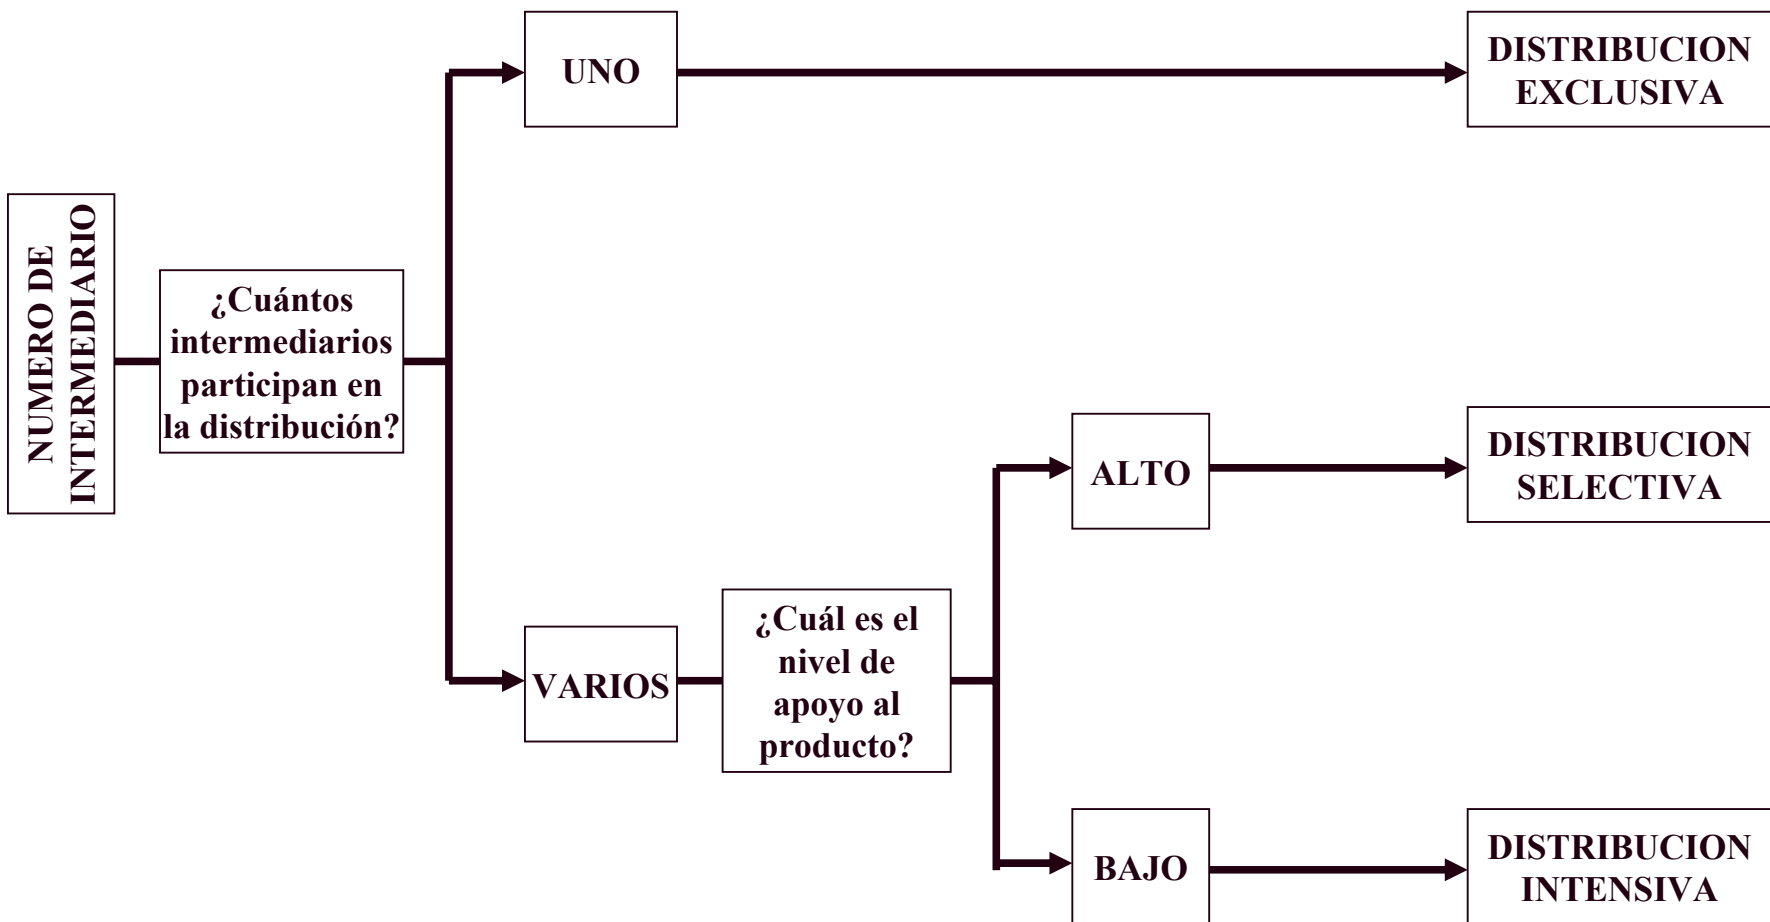 NUMERO DE
INTERMEDIARIO
¿Cuántos
intermediarios
participan en
la distribución?
UNO
DISTRIBUCION
EXCLUSIVA
VARIOS
¿Cuál es el
nivel de
apoyo al
producto?
ALTO
DISTRIBUCION
SELECTIVA
BAJO
DISTRIBUCION
INTENSIVA